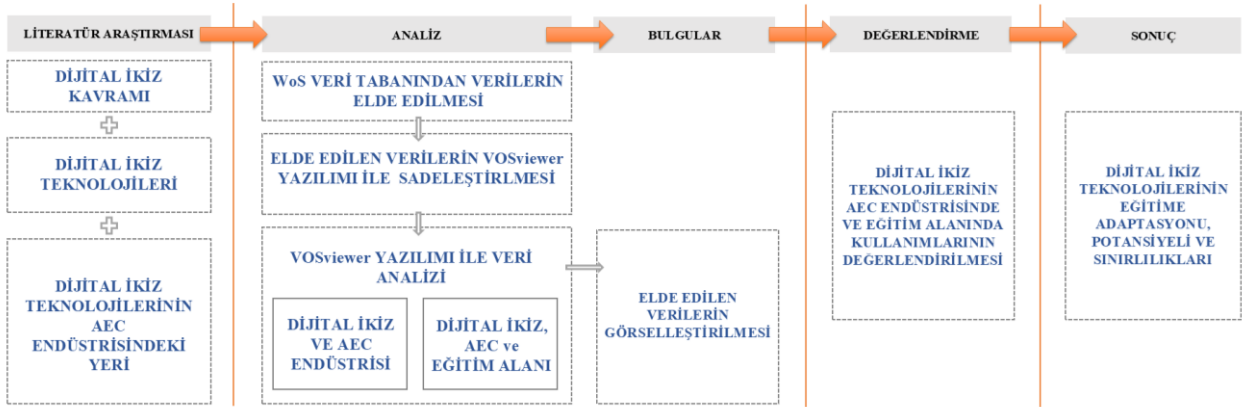 LİTERATÜR ARAŞTIRMASI
ANALİZ
BULGULAR
DEĞERLENDİRME
SONUÇ
DİJİTAL İKİZ
KAVRAMI
DİJİTAL İKİZ
TEKNOLOJİLERİ
DİJİTAL İKİZ
TEKNOLOJİLERİNİN
AEC
ENDÜSTRİSİNDEKİ
YERİ
WoS VERİ TABANINDAN VERİLERİN
ELDE EDİLMESİ
ELDE EDİLEN VERİLERİN VOSviewer
YAZILIMI İLE SADELEŞTİRLMESİ
VOSviewer YAZILIMI İLE VERİ
ANALİZİ
DİJİTAL İKİZ
VE AEC
ENDÜSTRİSİ
DİJİTAL İKİZ,
AEC ve
EĞİTİM ALANI
ELDE EDİLEN
VERİLERİN
GÖRSELLEŞTİRİLMESİ
DİJİTAL İKİZ
TEKNOLOJİLERİNİN
AEC ENDÜSTRİSİNDE
VE EĞİTİM ALANINDA
KULLANIMLARININ
DEĞERLENDİRİLMESİ
DİJİTAL İKİZ
TEKNOLOJİLERİNİN
EĞİTİME
ADAPTASYONU,
POTANSİYELİ VE
SINIRLILIKLARI